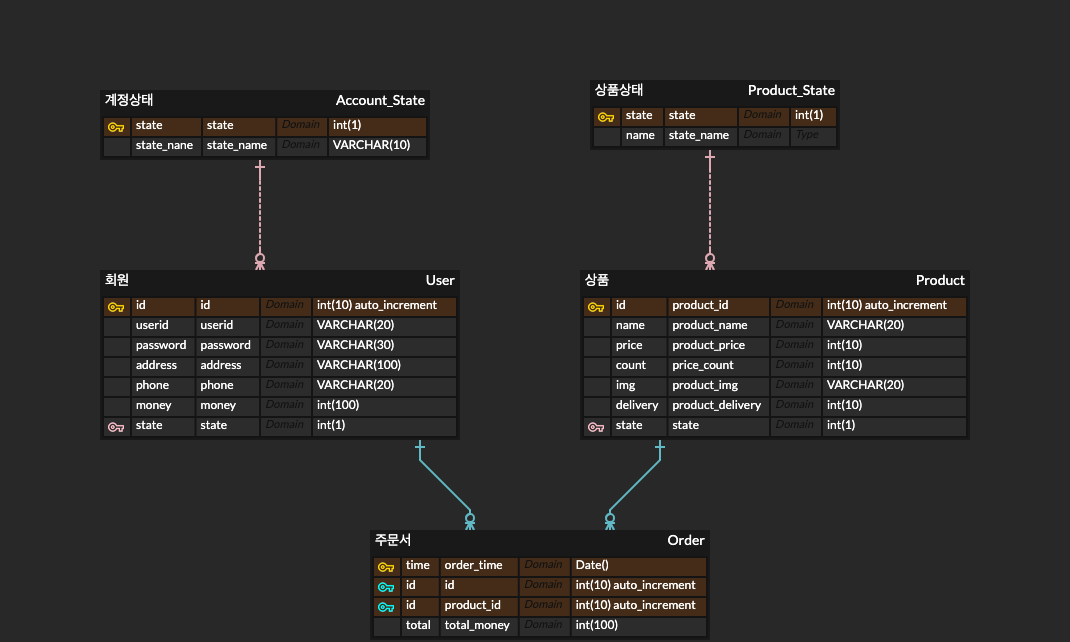 계정상태 Account_State
state state Domain int(1)
state_nane state_name Domain VARCHAR(10)
상품상태 Product_State
state state Domain int(1)
name state_name Domain Type
회원 User
id id Domain int(10) auto_increment
userid userid Domain VARCHAR(20)
password password Domain VARCHAR(30)
address address Domain VARCHAR(100)
phone phone Domain VARCHAR(20)
money money Domain int(100)
state state Domain int(1)
상품 Product
id product_id Domain int(10) auto_increment
name product_name Domain VARCHAR(20)
price product_price Domain int(10)
count price_count Domain int(10)
img product_img Domain VARCHAR(20)
delivery product_delivery Domain int(10)
state state Domain int(1)
주문서 Order
time order_time Domain Date()
id id Domain int(10) auto_increment
id product_id Domain int(10) auto_increment
total total_money Domain int(100)